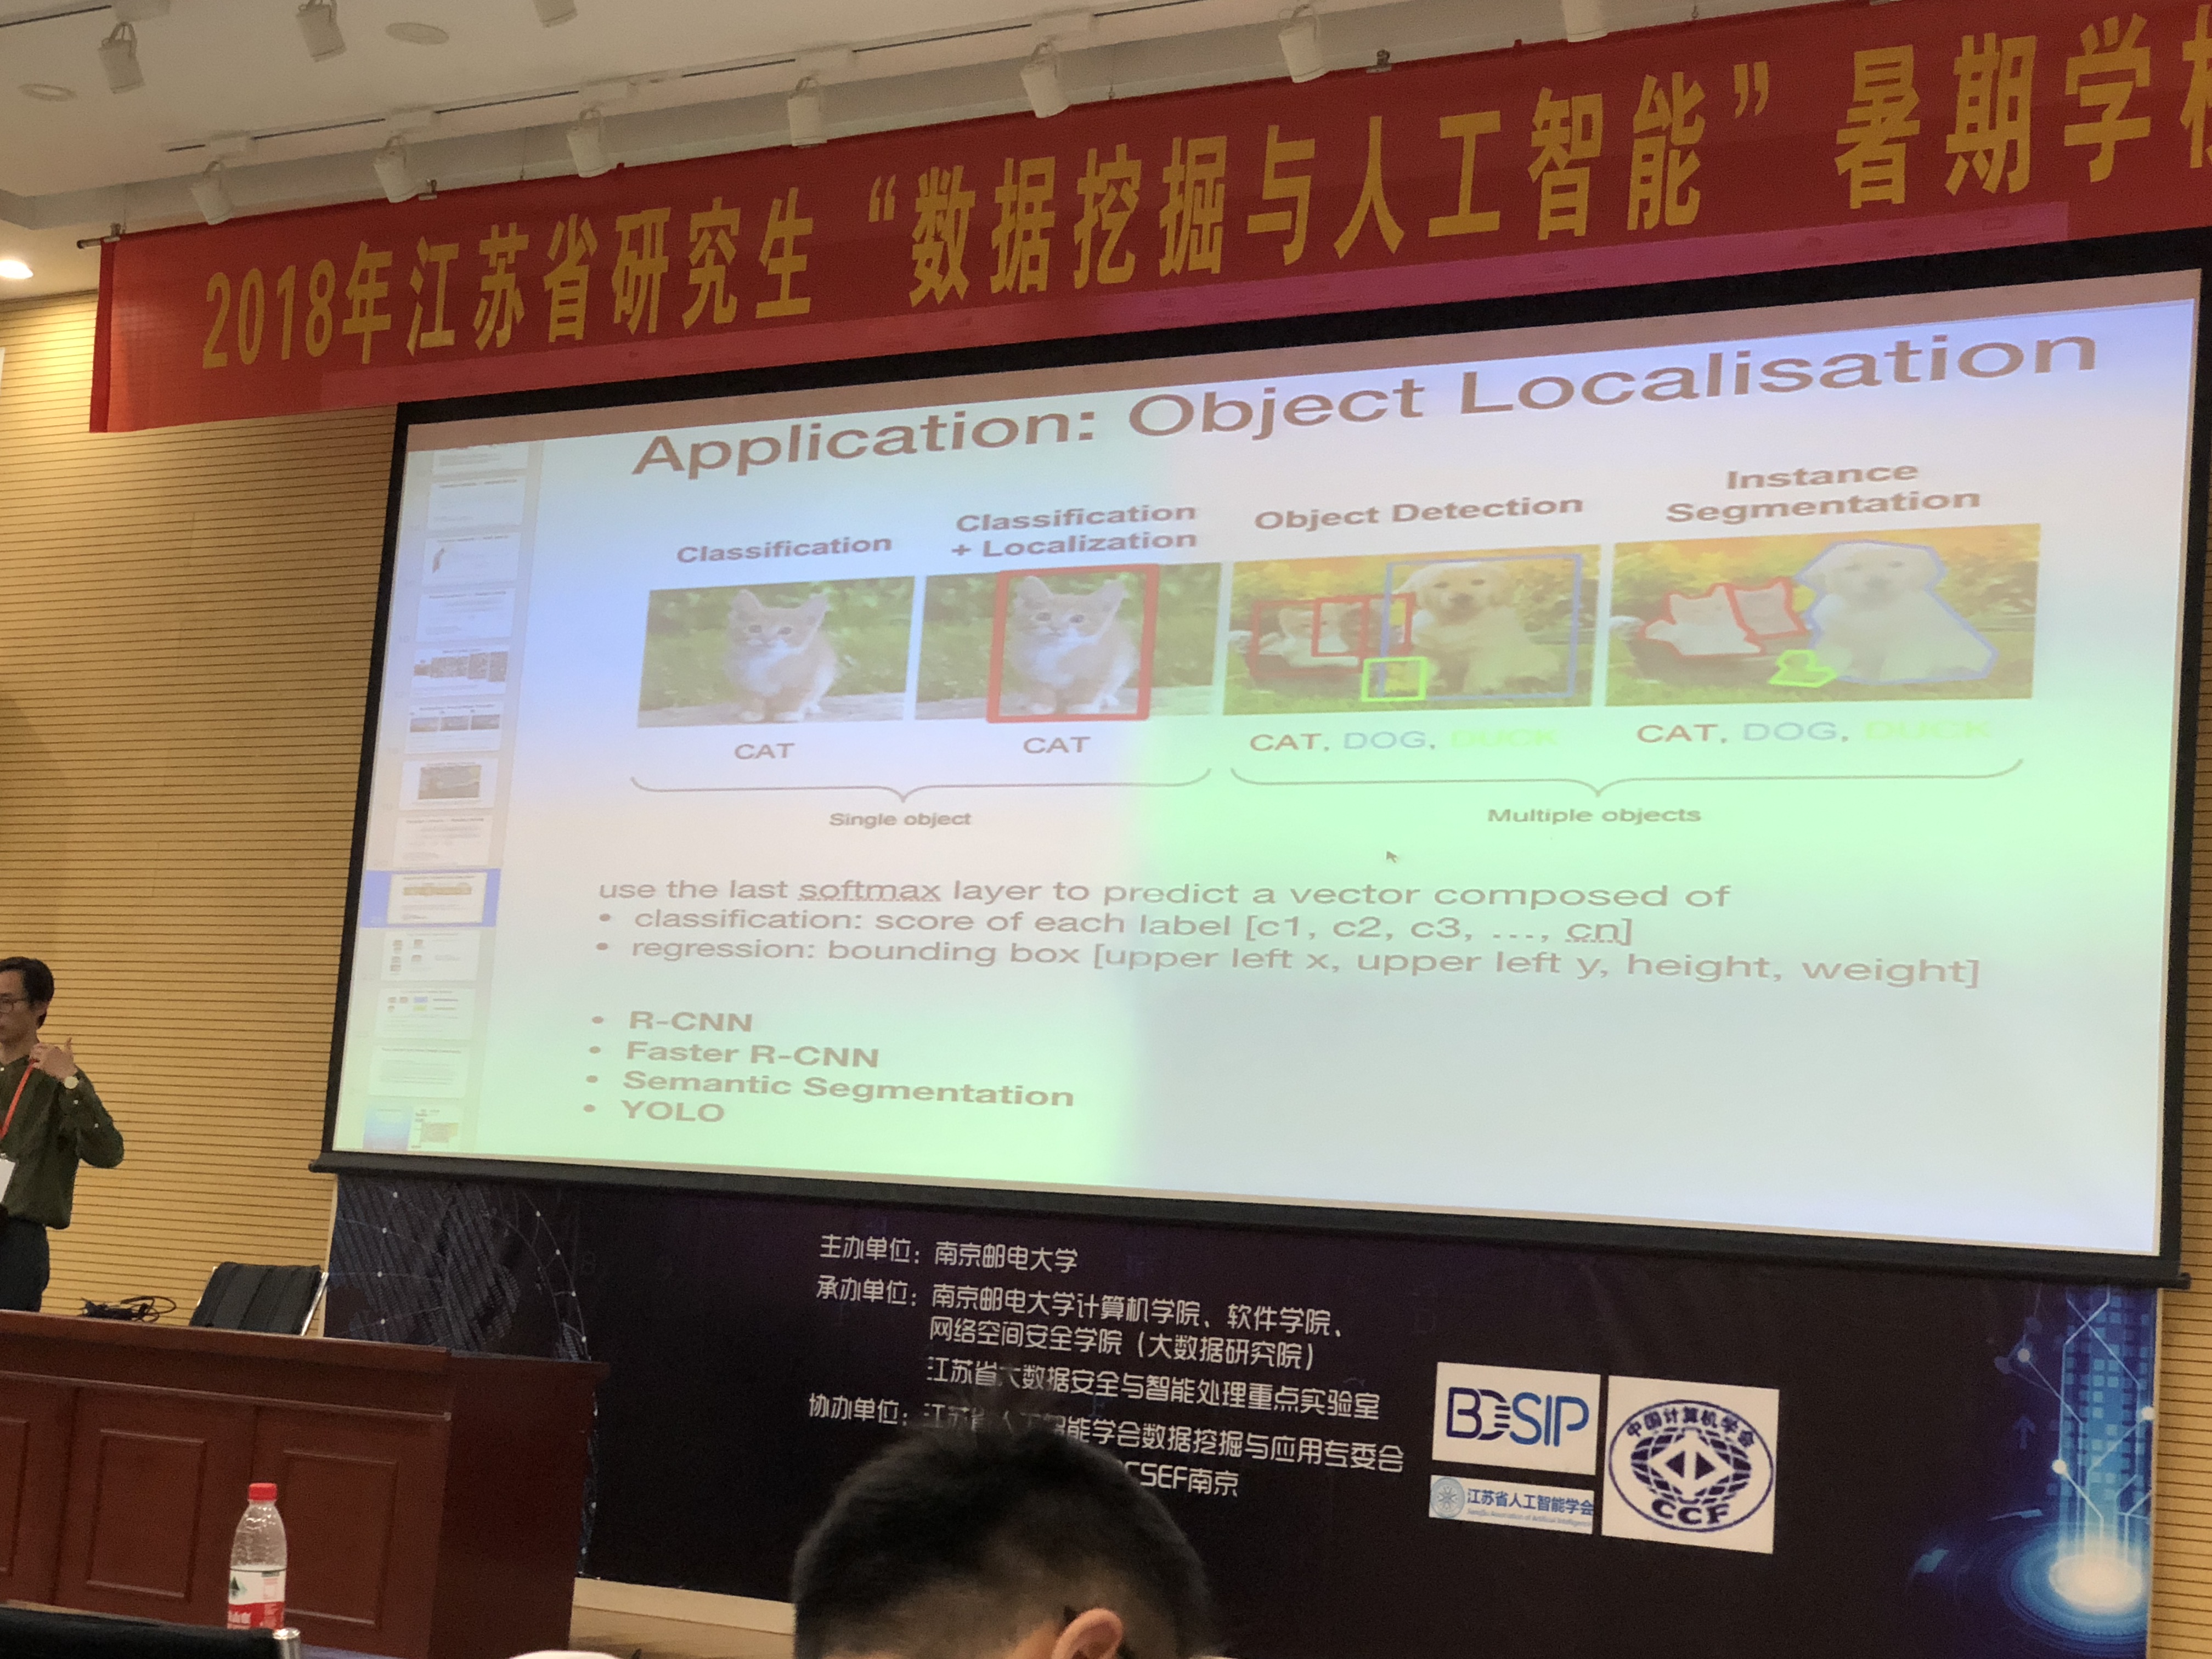 2018年江苏省研究生“数据挖掘与人工智能”暑期学
Application: Object Localisation
Classification
Classification
+ Localization
Object Detection
Instance
Segmentation
CAT
CAT
CAT, DOG, DUCK
CAT, DOG, DUCK
Single object
Multiple objects
use the last softmax layer to predict a vector composed of
• classification: score of each label [c1, c2, c3, ..., cn]
• regression: bounding box [upper left x, upper left y, height, weight]
• R-CNN
• Faster R-CNN
• Semantic Segmentation
• YOLO
主办单位：南京邮电大学
承办单位：南京邮电大学计算机学院、软件学院、
网络空间安全学院（大数据研究院）
江苏省大数据安全与智能处理重点实验室
协办单位：江苏省人工智能学会数据挖掘与应用专委会
CSEF南京
BDSIP
江苏省人工智能学会
中国计算机学会
CCF